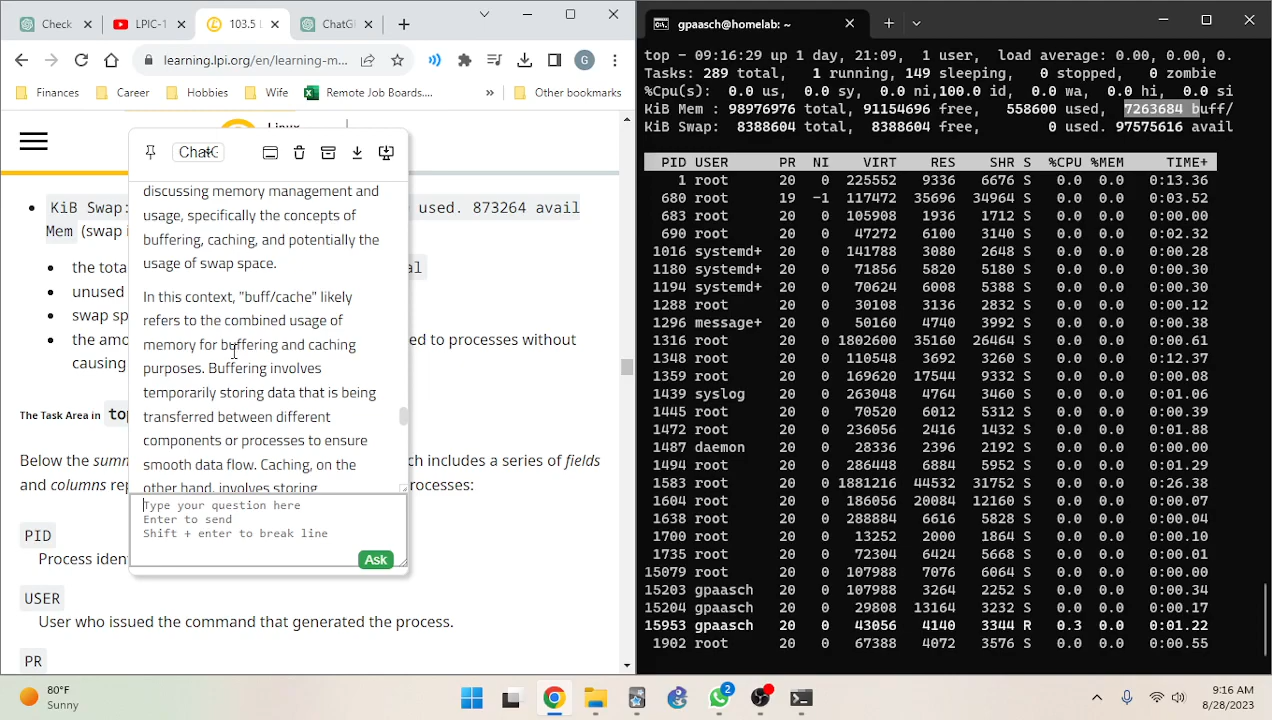 Check
LPIC-1
103.5 L
ChatG
learning.lpi.org/en/learning-m...
G
Finances
Career
Hobbies
Wife
Remote Job Boards....
»
Other bookmarks
Linux
ChatG
discussing memory management and
usage, specifically the concepts of
buffering, caching, and potentially the
usage of swap space.
In this context, "buff/cache" likely
refers to the combined usage of
memory for buffering and caching
purposes. Buffering involves
temporarily storing data that is being
transferred between different
components or processes to ensure
smooth data flow. Caching, on the
other hand, involves storing
Type your question here
Enter to send
Shift + enter to break line
Ask
KiB Swap: used. 873264 avail
Mem (swap i
the tota al
unused
swap sp
the amo ed to processes without
causing
The Task Area in top
Below the summ ch includes a series of fields
and columns rep rocesses:
PID
Process iden
USER
User who issued the command that generated the process.
PR
gpaasch@homelab: ~
top - 09:16:29 up 1 day, 21:09,  1 user,  load average: 0.00, 0.00, 0.
Tasks: 289 total,   1 running, 149 sleeping,   0 stopped,   0 zombie
%Cpu(s):  0.0 us,  0.0 sy,  0.0 ni,100.0 id,  0.0 wa,  0.0 hi,  0.0 si
KiB Mem : 98976976 total, 91154696 free,   558600 used,  7263684 buff/
KiB Swap:  8388604 total,  8388604 free,        0 used. 97575616 avail
PID USER      PR  NI    VIRT    RES    SHR S  %CPU %MEM     TIME+
1 root      20   0  225552   9336   6676 S   0.0  0.0   0:13.36
680 root      19  -1  117472  35696  34964 S   0.0  0.0   0:03.52
683 root      20   0  105908   1936   1712 S   0.0  0.0   0:00.00
690 root      20   0   47272   6100   3140 S   0.0  0.0   0:02.32
1016 systemd+  20   0  141788   3080   2648 S   0.0  0.0   0:00.28
1180 systemd+  20   0   71856   5820   5180 S   0.0  0.0   0:00.30
1194 systemd+  20   0   70624   6008   5388 S   0.0  0.0   0:00.30
1288 root      20   0   30108   3136   2832 S   0.0  0.0   0:00.12
1296 message+  20   0   50160   4740   3992 S   0.0  0.0   0:00.38
1316 root      20   0 1802600  35160  26464 S   0.0  0.0   0:00.61
1348 root      20   0  110548   3692   3260 S   0.0  0.0   0:12.37
1359 root      20   0  169620  17544   9332 S   0.0  0.0   0:00.08
1439 syslog    20   0  263048   4764   3460 S   0.0  0.0   0:01.06
1445 root      20   0   70520   6012   5312 S   0.0  0.0   0:00.39
1472 root      20   0  236056   2416   1432 S   0.0  0.0   0:01.88
1487 daemon    20   0   28336   2396   2192 S   0.0  0.0   0:00.00
1494 root      20   0  286448   6884   5952 S   0.0  0.0   0:01.29
1583 root      20   0 1881216  44532  31752 S   0.0  0.0   0:26.38
1604 root      20   0  186056  20084  12160 S   0.0  0.0   0:00.07
1638 root      20   0  288884   6616   5828 S   0.0  0.0   0:00.04
1700 root      20   0   13252   2000   1864 S   0.0  0.0   0:00.10
1735 root      20   0   72304   6424   5668 S   0.0  0.0   0:00.01
15079 root      20   0  107988   7076   6064 S   0.0  0.0   0:00.00
15203 gpaasch   20   0  107988   3264   2252 S   0.0  0.0   0:00.34
15204 gpaasch   20   0   29808  13164   3232 S   0.0  0.0   0:00.17
15953 gpaasch   20   0   43056   4140   3344 R   0.3  0.0   0:01.22
1902 root      20   0   67388   4072   3576 S   0.0  0.0   0:00.55
80°F
Sunny
2
9:16 AM
8/28/2023